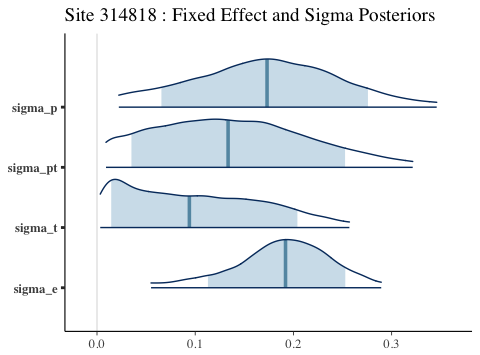 Site 314818 : Fixed Effect and Sigma Posteriors
sigma_p
sigma_pt
sigma_t
sigma_e
0.0 0.1 0.2 0.3